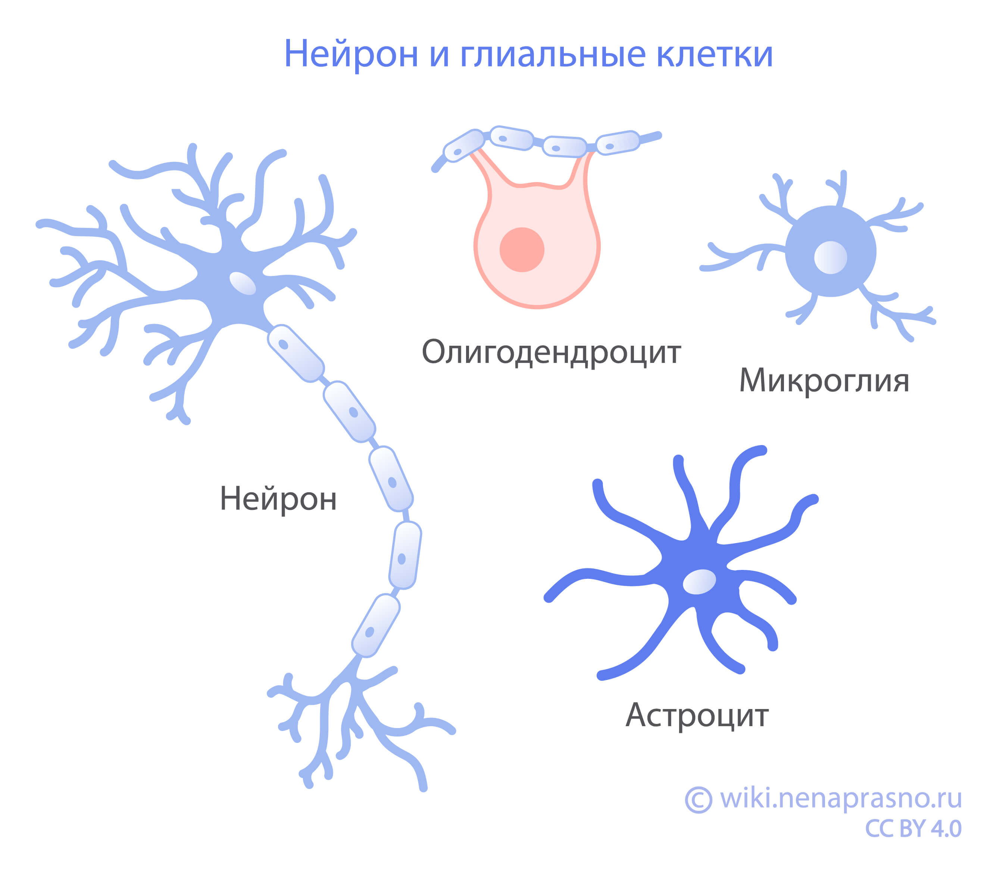 Нейрон и глиальные клетки
Олигодендроцит
Микроглия
Нейрон
Астроцит
© wiki.nenaprasno.ru
CC BY 4.0